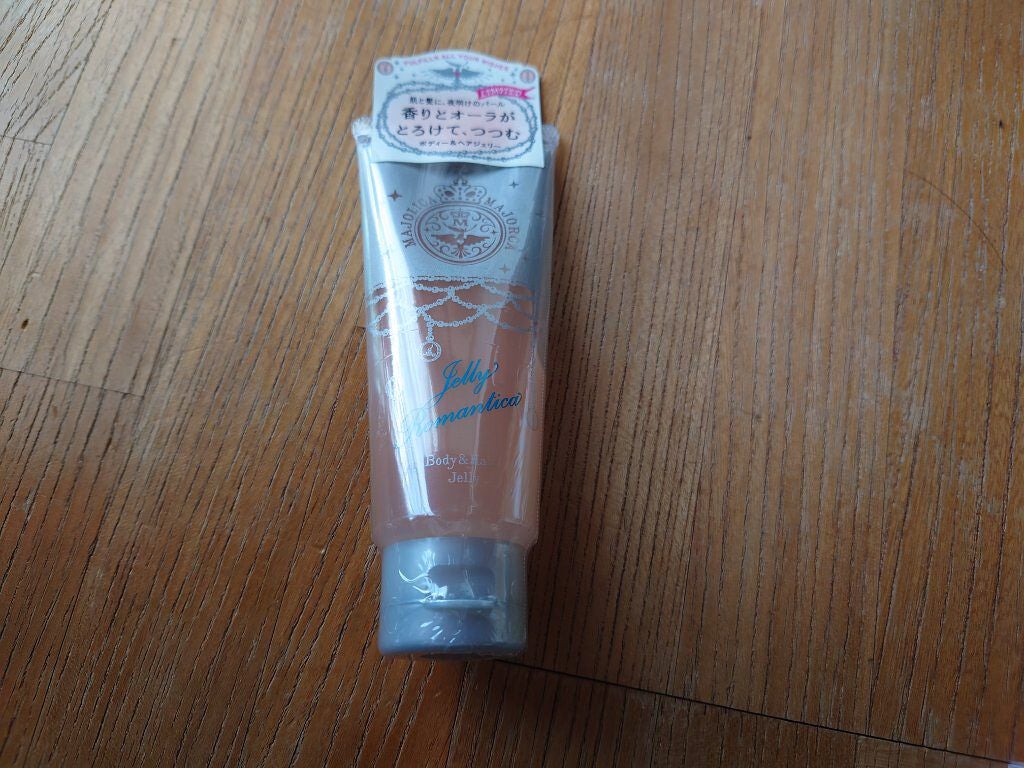 FULFILLS ALL YOUR WISHES
肌と髪に、夜明けのパール
香りとオーラが
とろけて、つつむ
ボディー&ヘアジェリー
MAJOLICA MAJORCA
Jelly
Romantica
Body & Hair
Jelly